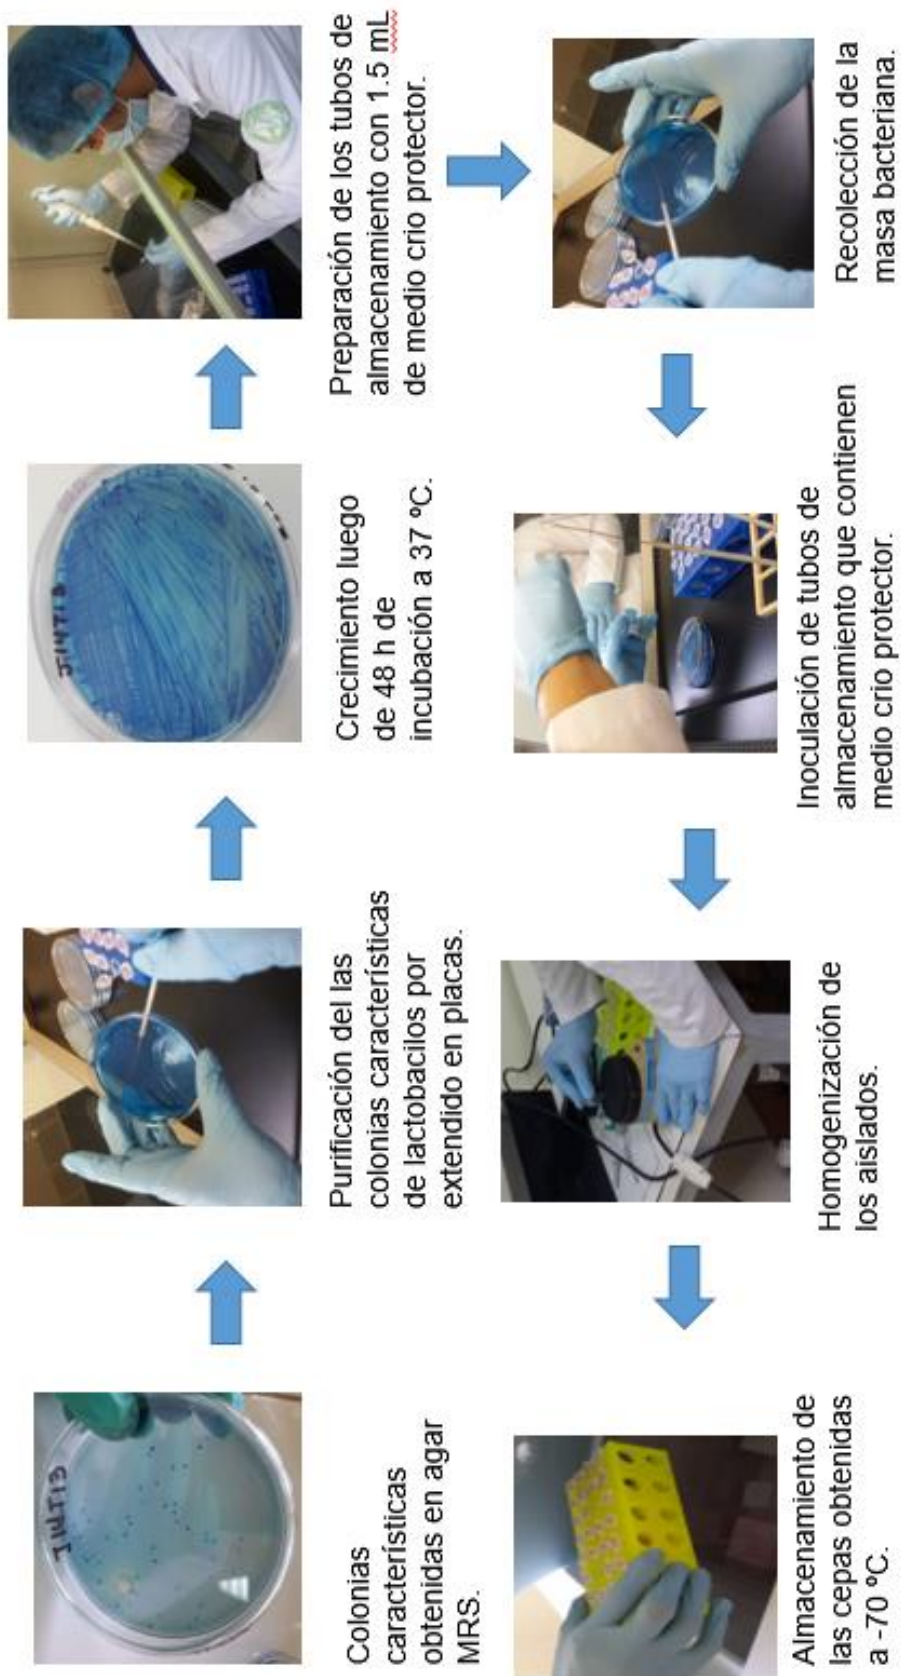 J14T13
Colonias
características
obtenidas en agar
MRS.
Purificación del las
colonias características
de lactobacilos por
extendido en placas.
J14T13
Crecimiento luego
de 48 h de
incubación a 37 ºC.
Preparación de los tubos de
almacenamiento con 1.5 mL
de medio crio protector.
Recolección de la
masa bacteriana.
Inoculación de tubos de
almacenamiento que contienen
medio crio protector.
Homogenización de
los aislados.
Almacenamiento de
las cepas obtenidas
a -70 ºC.